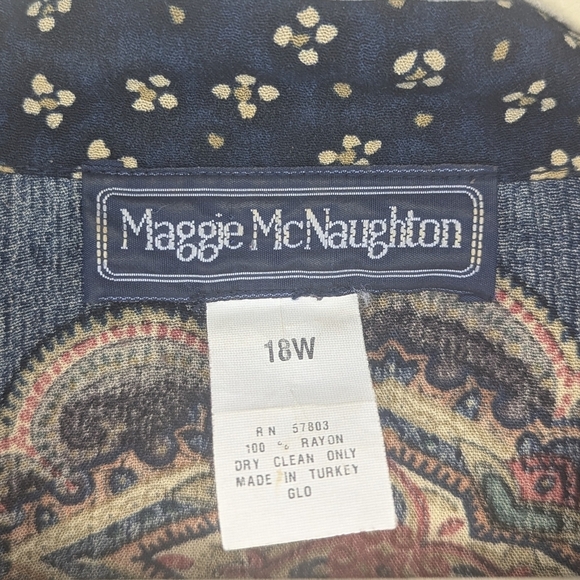 Maggie McNaughton
18W
RN 57803
100 % RAYON
DRY CLEAN ONLY
MADE IN TURKEY
GLO